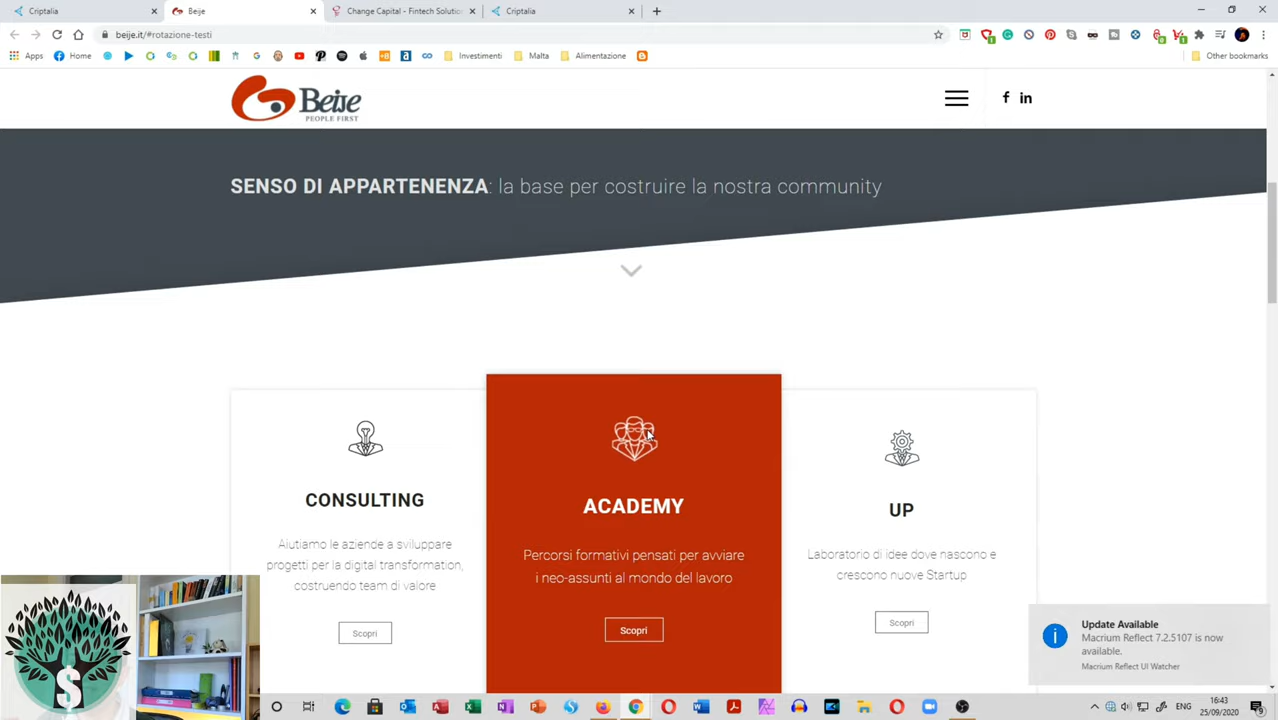 Criptalia
Beije
Change Capital - Fintech Solutio
Criptalia
beije.it/#rotazione-testi
Apps
Home
Investimenti
Malta
Alimentazione
Other bookmarks
Beije
PEOPLE FIRST
SENSO DI APPARTENENZA: la base per costruire la nostra community
CONSULTING
Aiutiamo le aziende a sviluppare
progetti per la digital transformation,
costruendo team di valore
Scopri
ACADEMY
Percorsi formativi pensati per avviare
i neo-assunti al mondo del lavoro
Scopri
UP
Laboratorio di idee dove nascono e
crescono nuove Startup
Scopri
Update Available
Macrium Reflect 7.2.5107 is now
available.
Macrium Reflect UI Watcher
$
ENG
16:43
25/09/2020